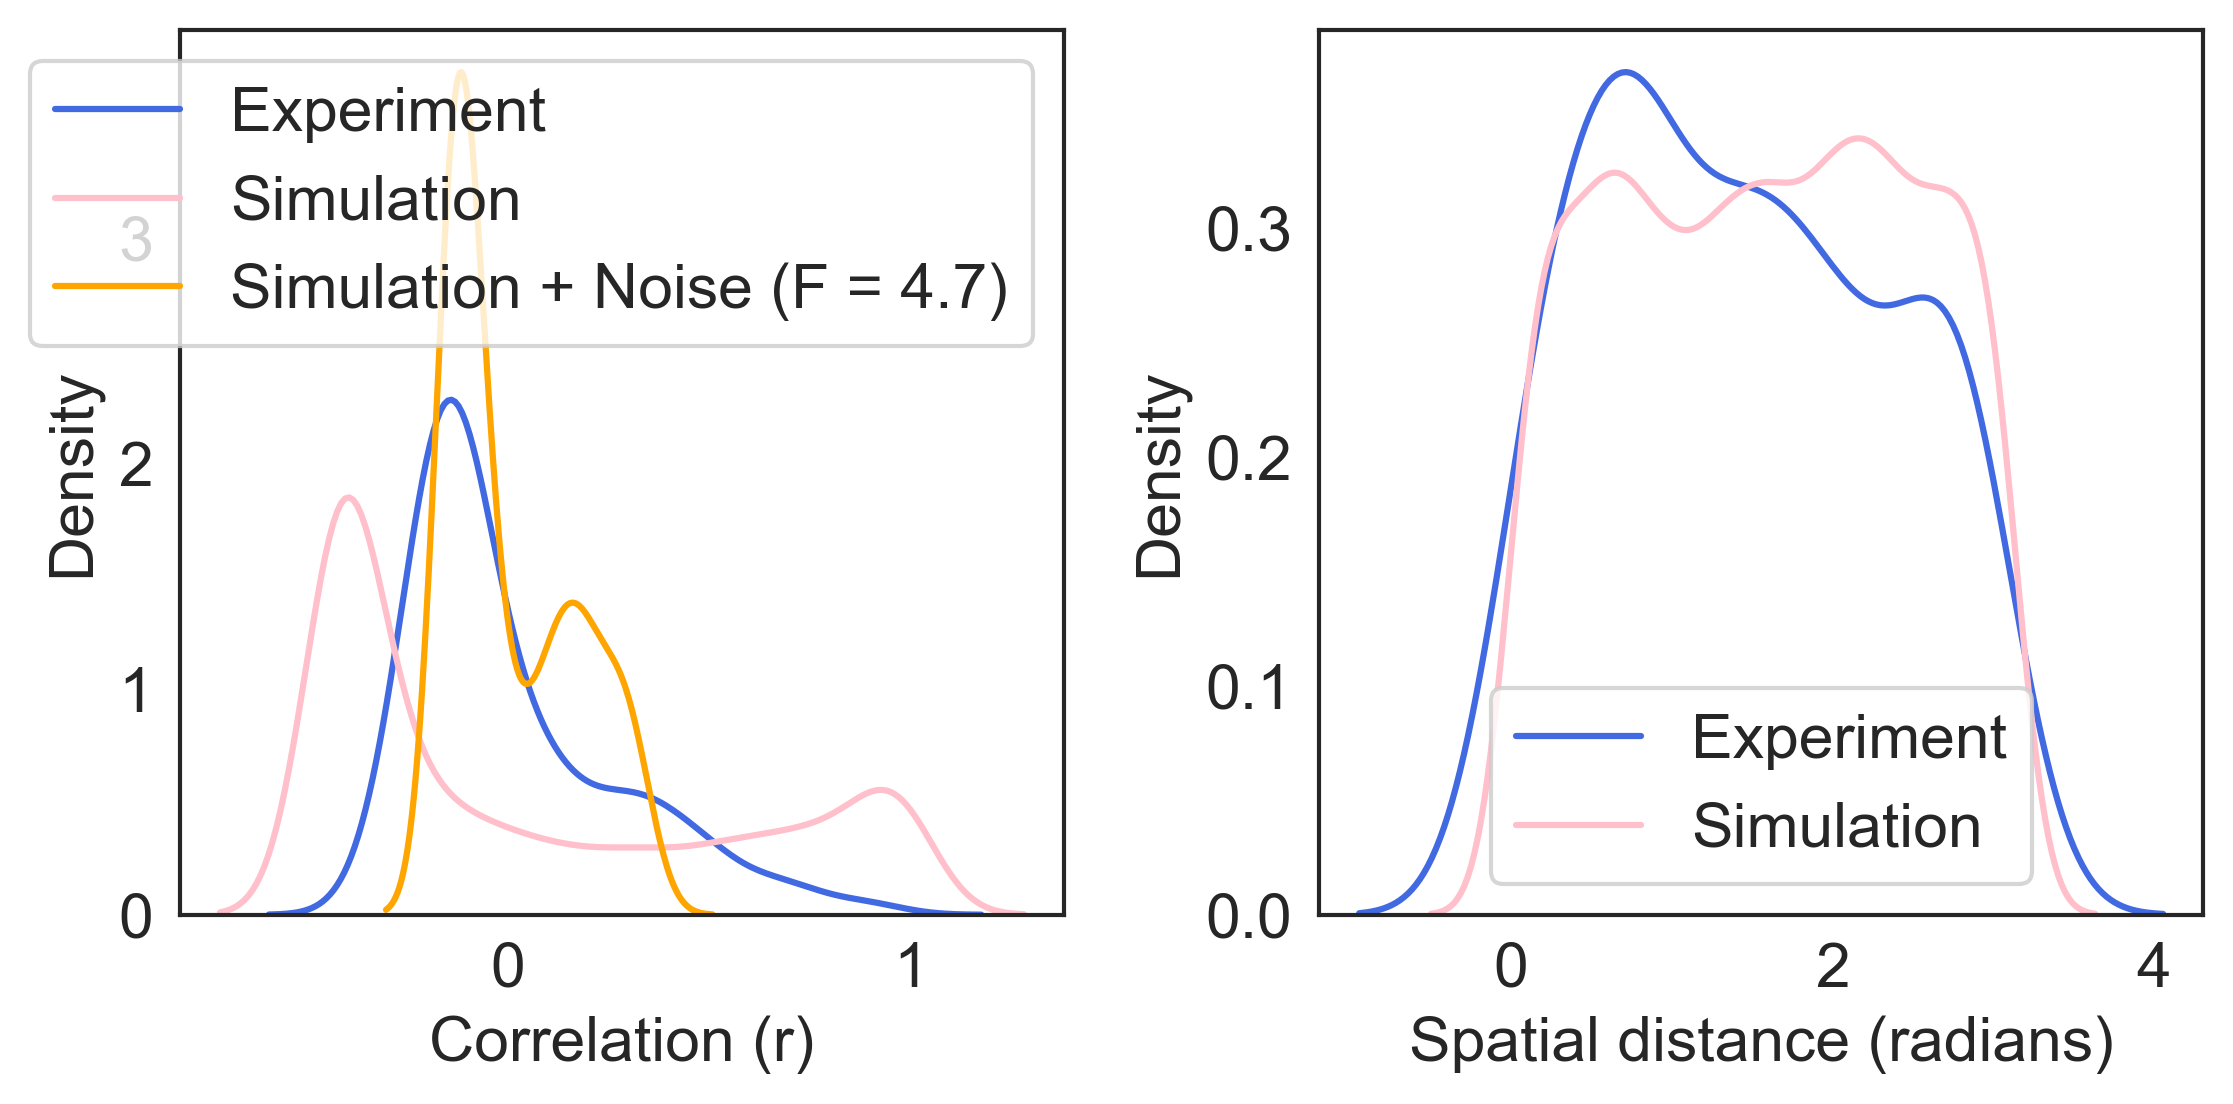 Experiment
Simulation
Simulation + Noise (F = 4.7)
3
2
1
0
Density
0 1
Correlation (r)
0.3
0.2
0.1
0.0
Density
Experiment
Simulation
0 2 4
Spatial distance (radians)